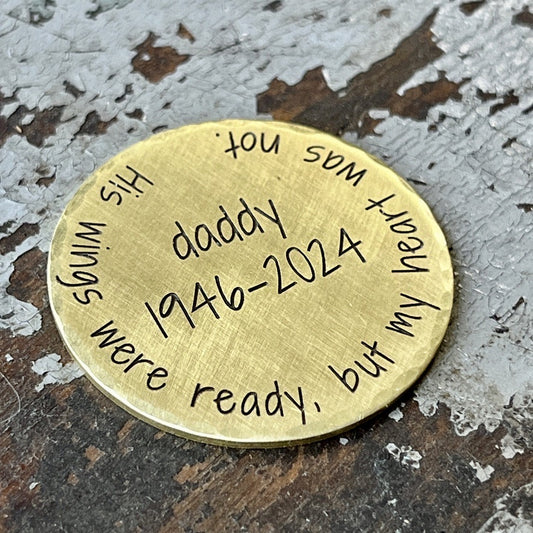 His wings were ready, but my heart was not.
daddy
1946-2024